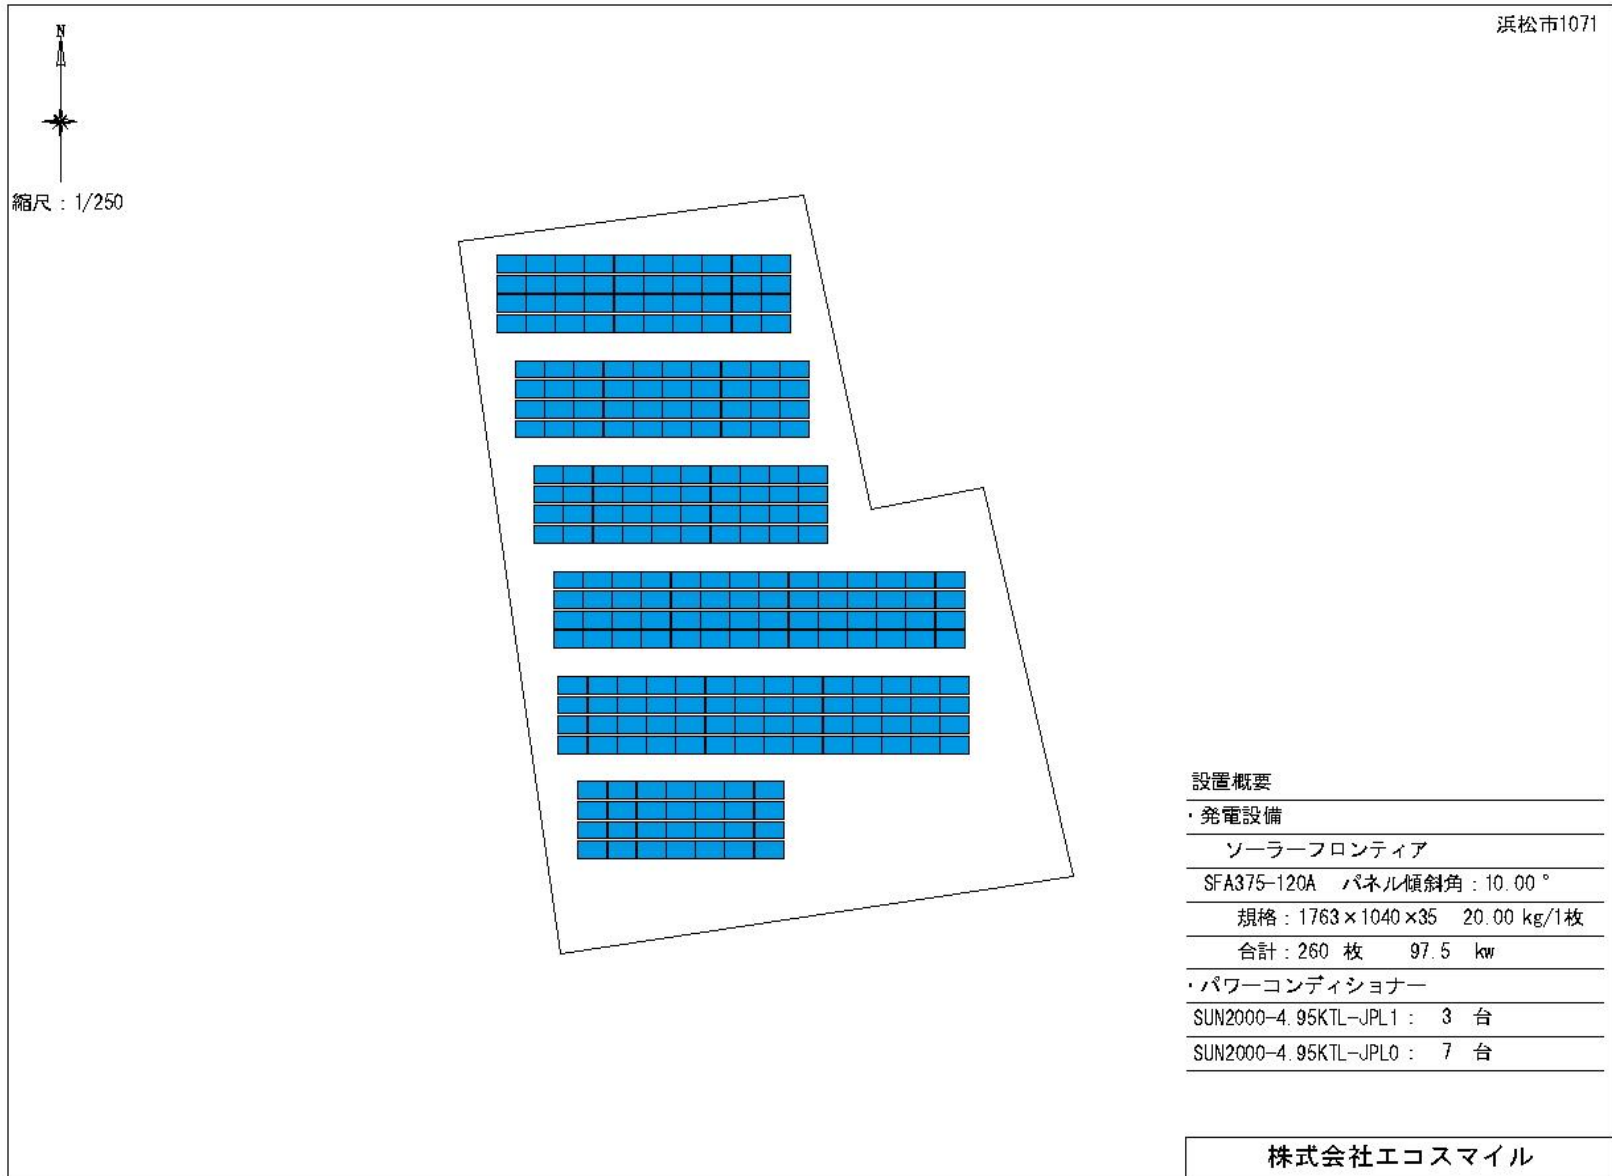 浜松市1071
N
縮尺：1/250
設置概要
・発電設備
ソーラーフロンティア
SFA375-120A　パネル傾斜角：10.00°
規格：1763×1040×35　20.00 kg/1枚
合計：260 枚　97.5 kw
・パワーコンディショナー
SUN2000-4.95KTL-JPL1：　3　台
SUN2000-4.95KTL-JPL0：　7　台
株式会社エコスマイル